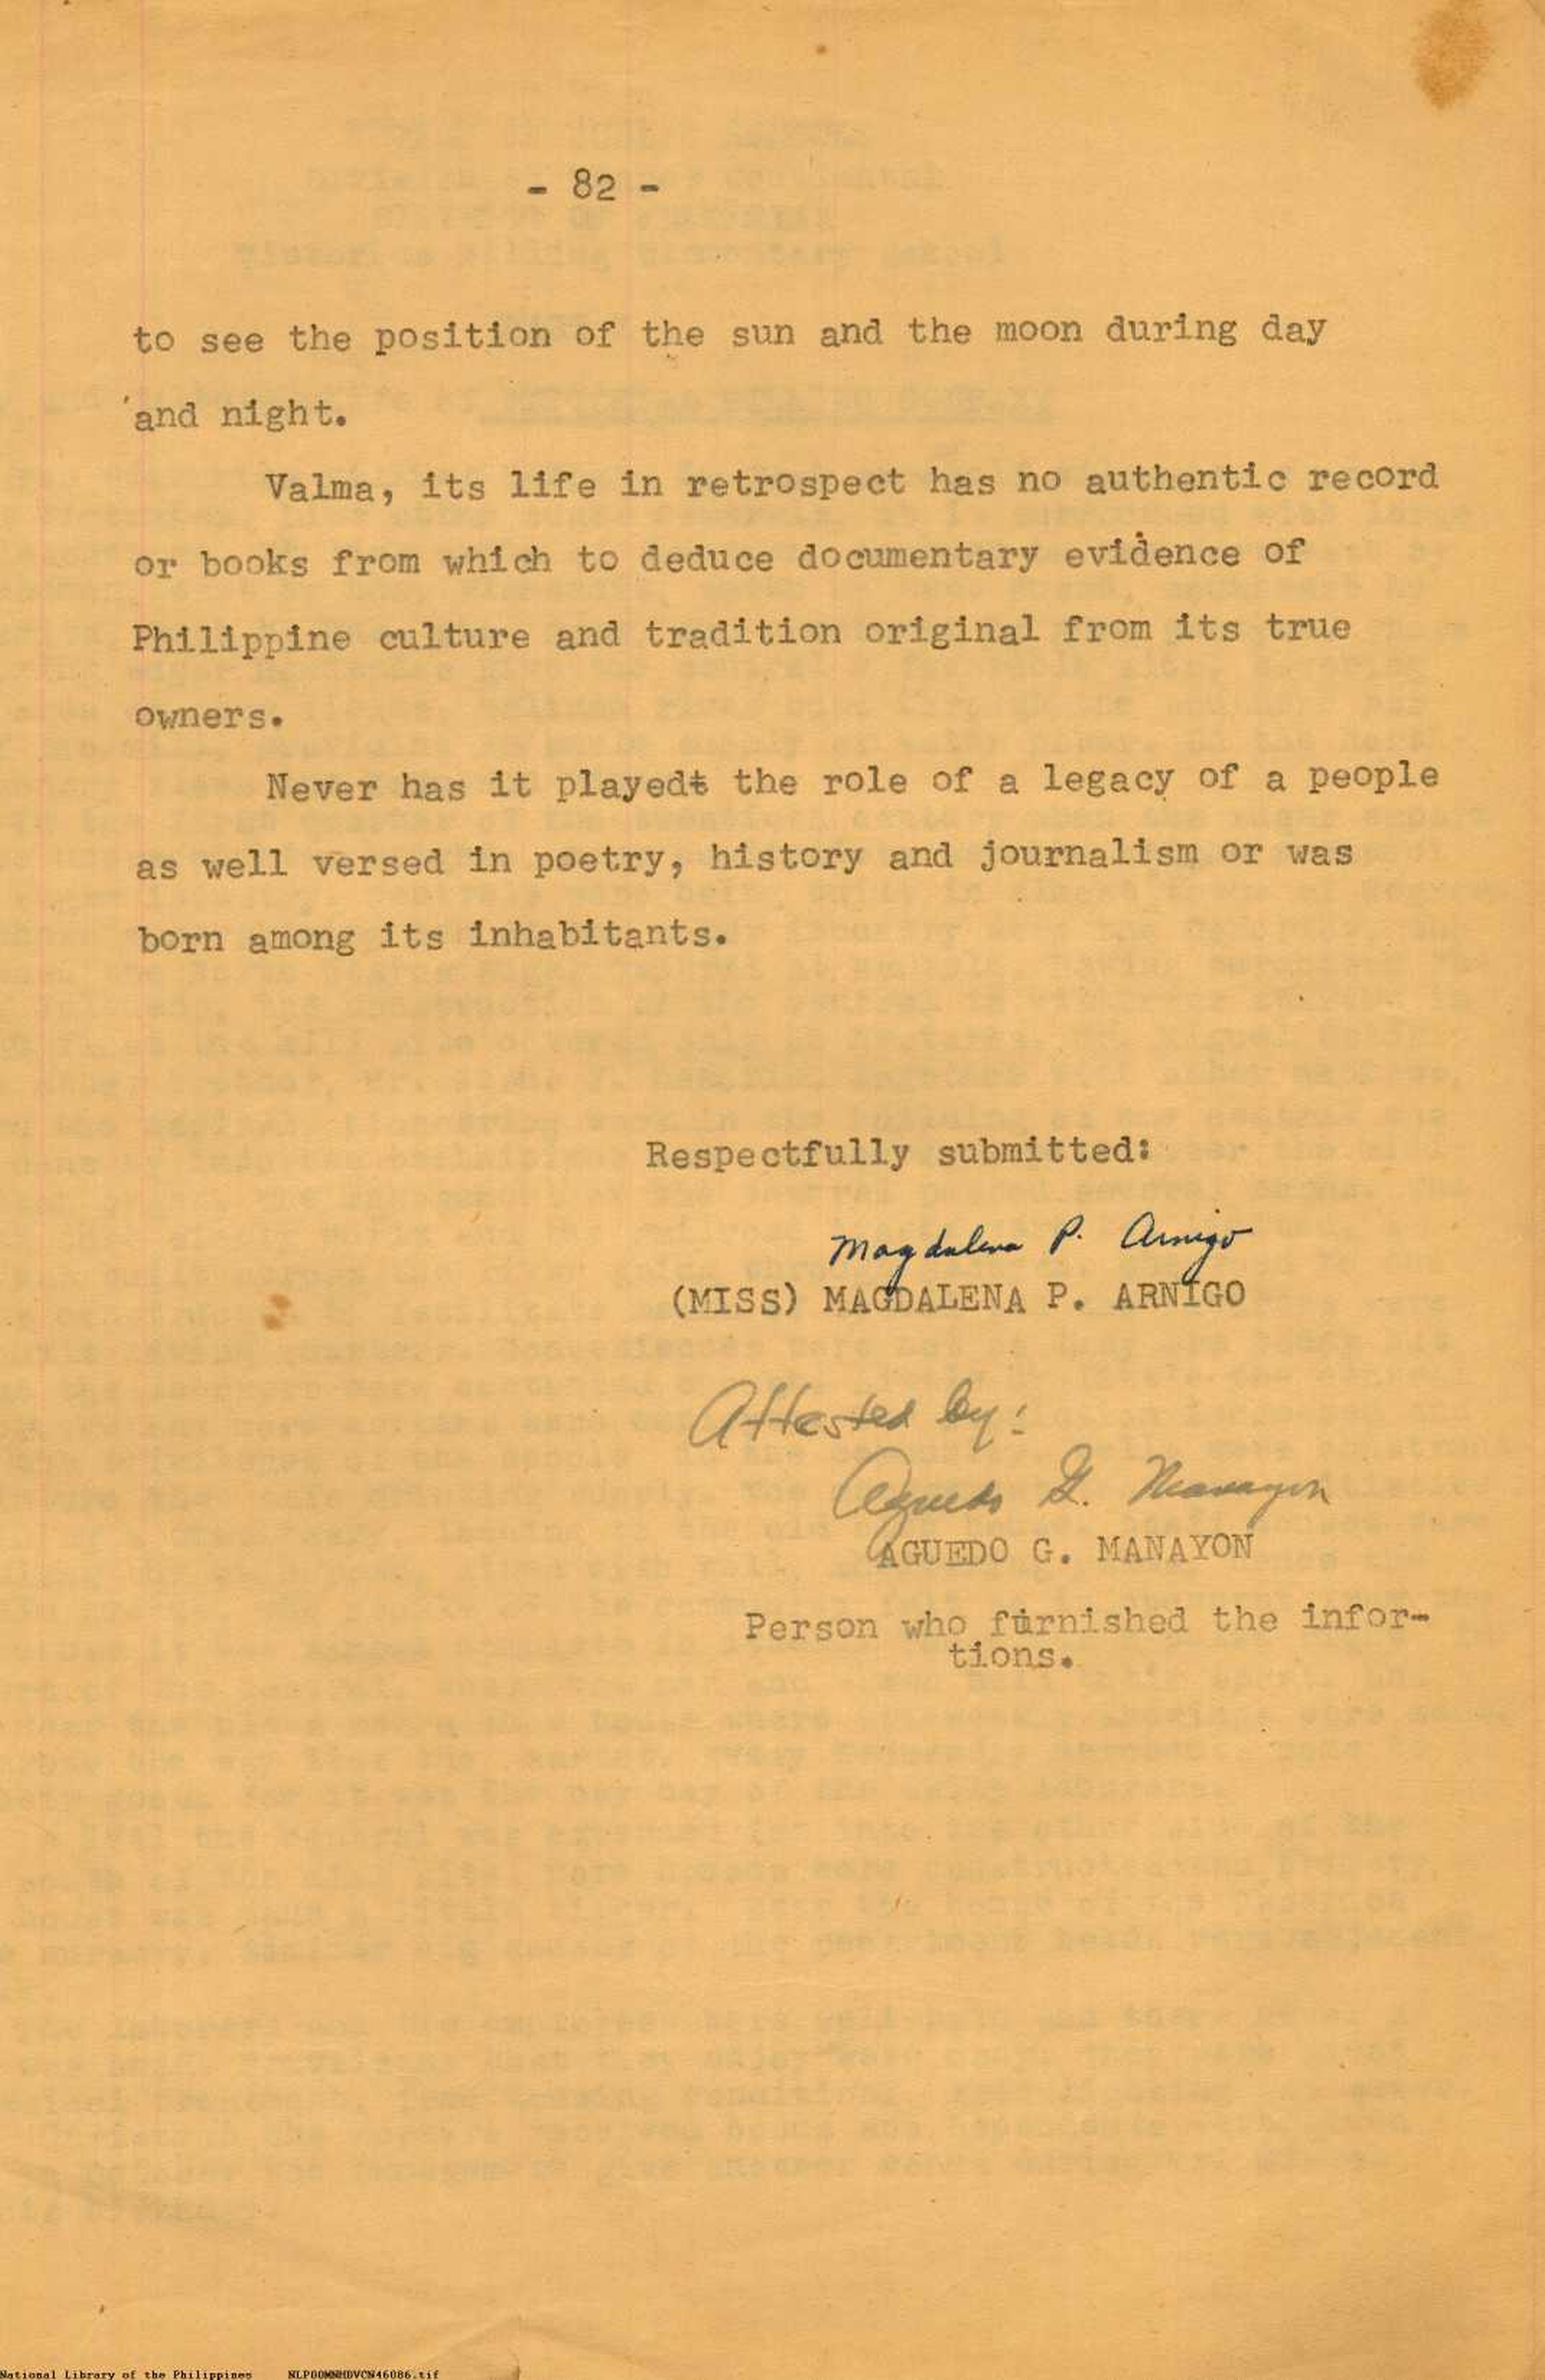 - 82 -
to see the position of the sun and the moon during day
and night.
Valma, its life in retrospect has no authentic record
or books from which to deduce documentary evidence of
Philippine culture and tradition original from its true
owners.
Never has it playedt the role of a legacy of a people
as well versed in poetry, history and journalism or was
born among its inhabitants.
Respectfully submitted:
Magdalena P. Arnigo
(MISS) MAGDALENA P. ARNIGO
Attested by:
Aguedo G. Manayon
AGUEDO G. MANAYON
Person who furnished the infor-
tions.
National Library of the Philippines NLP00MNHDVCN46086.tif